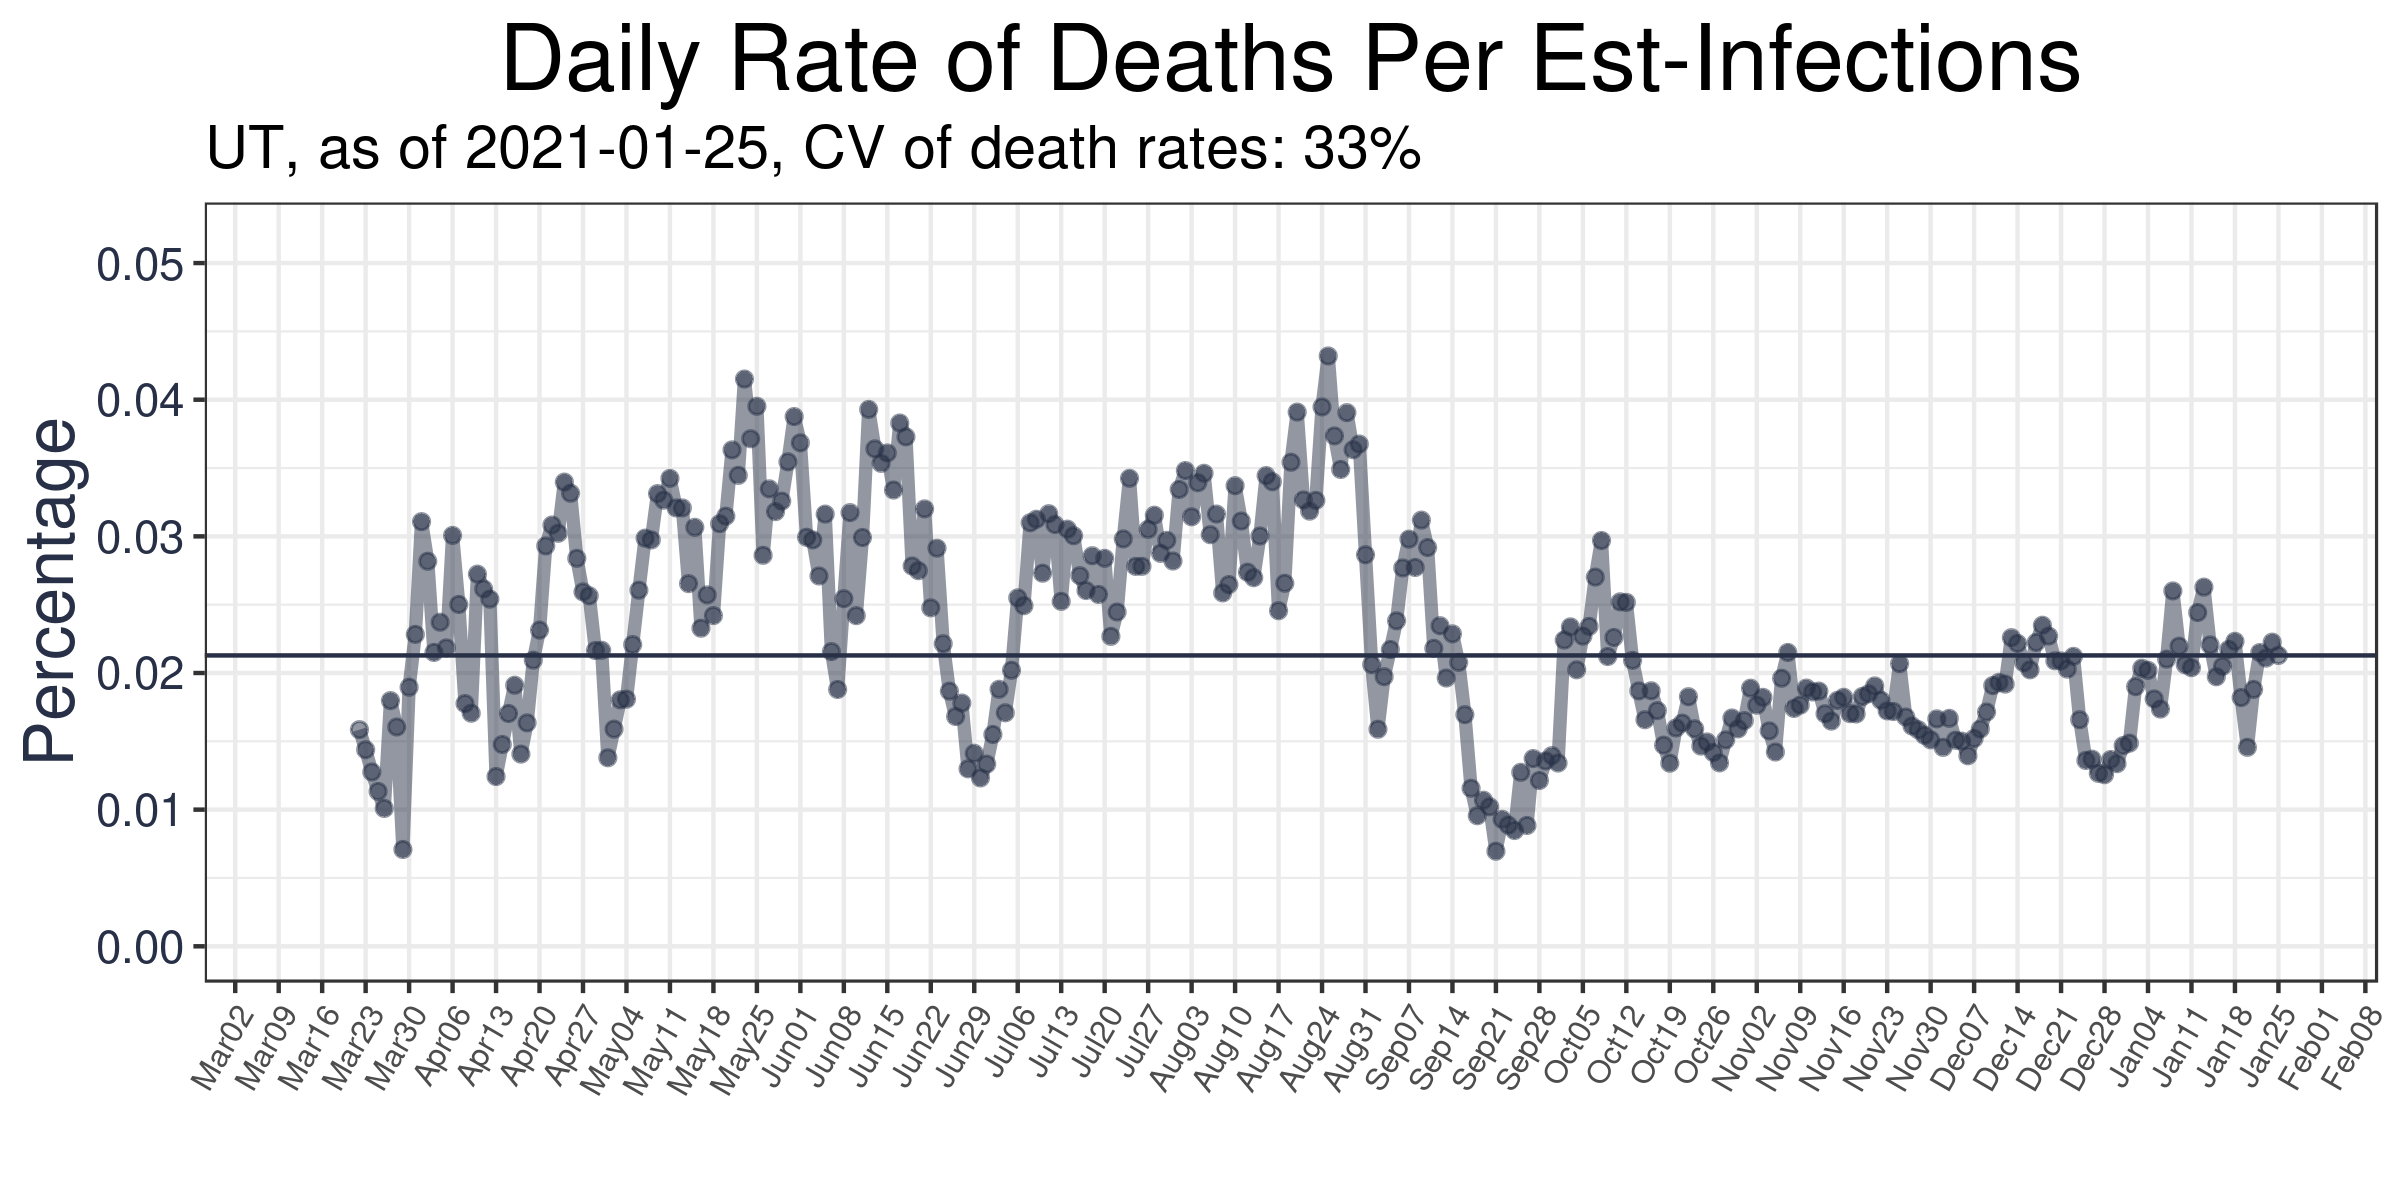 Daily Rate of Deaths Per Est-Infections
UT, as of 2021-01-25, CV of death rates: 33%
Percentage
0.05
0.04
0.03
0.02
0.01
0.00
Mar02
Mar09
Mar16
Mar23
Mar30
Apr06
Apr13
Apr20
Apr27
May04
May11
May18
May25
Jun01
Jun08
Jun15
Jun22
Jun29
Jul06
Jul13
Jul20
Jul27
Aug03
Aug10
Aug17
Aug24
Aug31
Sep07
Sep14
Sep21
Sep28
Oct05
Oct12
Oct19
Oct26
Nov02
Nov09
Nov16
Nov23
Nov30
Dec07
Dec14
Dec21
Dec28
Jan04
Jan11
Jan18
Jan25
Feb01
Feb08